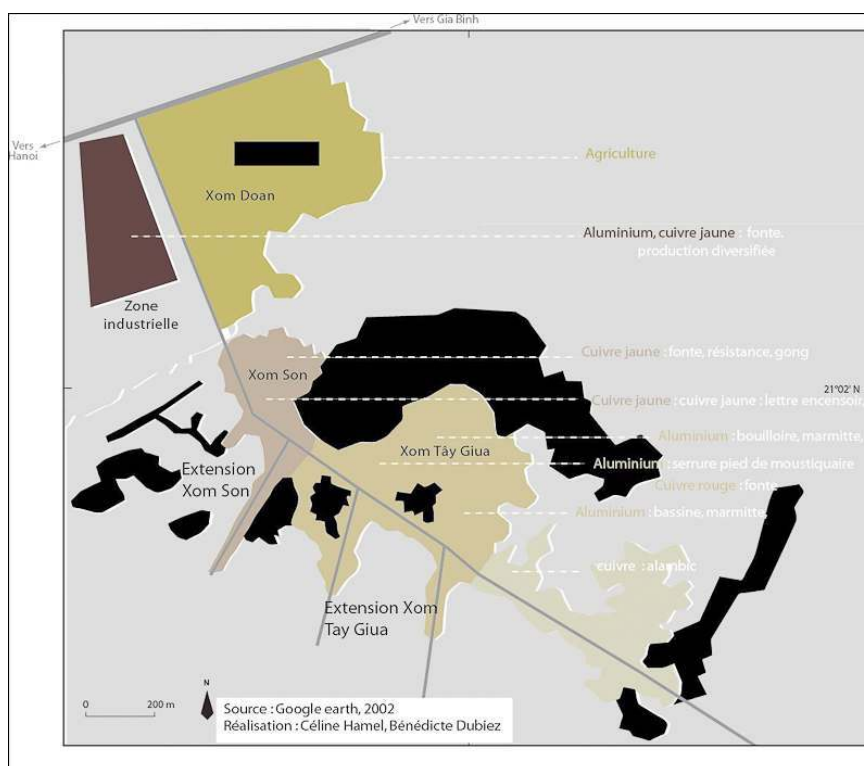 Vers Gia Binh
Vers
Hanoi
Agriculture
Xom Doan
Aluminium, cuivre jaune : fonte,
production diversifiée
Zone
industrielle
Cuivre jaune : fonte, résistance, gong
Xom Son
21°02' N
Cuivre jaune : cuivre jaune : lettre encensoir,
Aluminium : bouilloire, marmitte,
Xom Tây Giua
Aluminium : serrure pied de moustiquaire
Extension
Xom Son
Cuivre rouge : fonte
Aluminium : bassine, marmitte,
cuivre : alambic
Extension Xom
Tay Giua
N
0 200 m
Source : Google earth, 2002
Réalisation : Céline Hamel, Bénédicte Dubiez